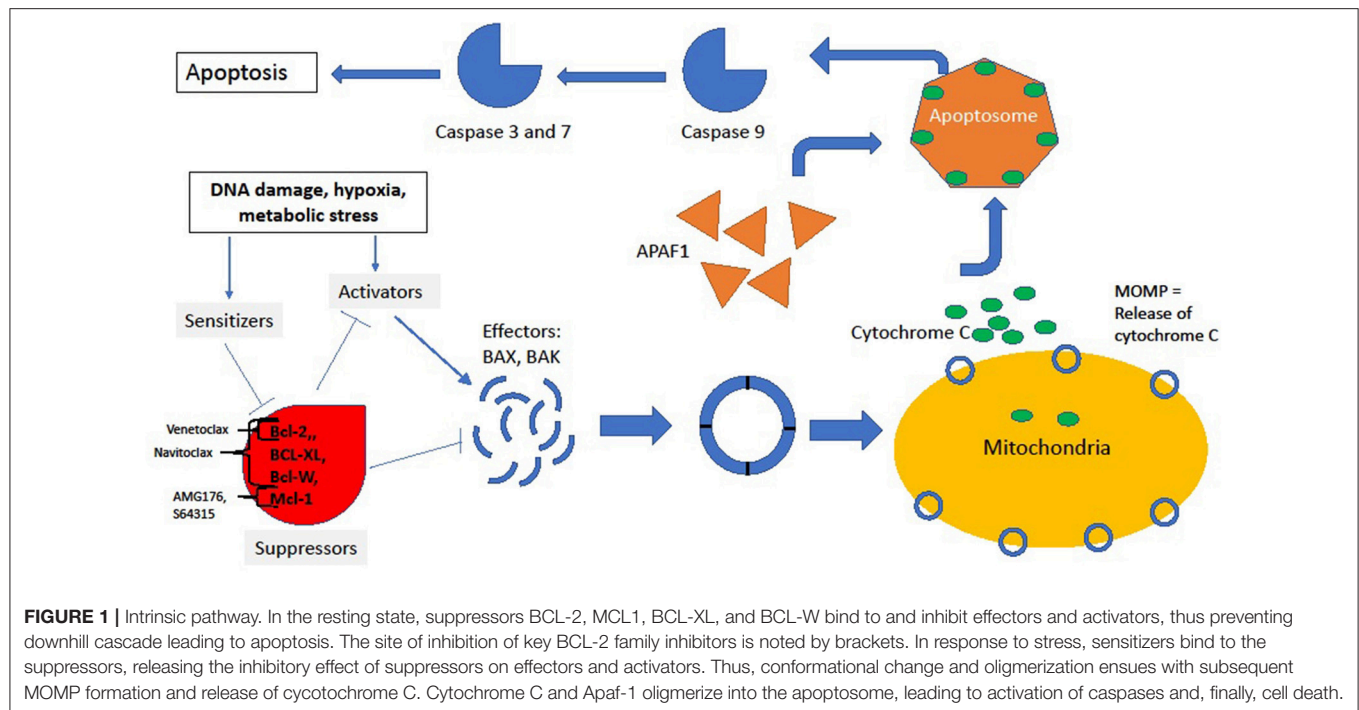 Apoptosis
Caspase 3 and 7
Caspase 9
Apoptosome
DNA damage, hypoxia,
metabolic stress
APAF1
Activators
Sensitizers
Effectors:
BAX, BAK
Cytochrome C
MOMP =
Release of
cytochrome C
Mitochondria
Venetoclax
Navitoclax
AMG176,
S64315
Bcl-2,,
BCL-XL,
Bcl-W,
Mcl-1
Suppressors
FIGURE 1 | Intrinsic pathway. In the resting state, suppressors BCL-2, MCL1, BCL-XL, and BCL-W bind to and inhibit effectors and activators, thus preventing
downhill cascade leading to apoptosis. The site of inhibition of key BCL-2 family inhibitors is noted by brackets. In response to stress, sensitizers bind to the
suppressors, releasing the inhibitory effect of suppressors on effectors and activators. Thus, conformational change and oligmerization ensues with subsequent
MOMP formation and release of cycotochrome C. Cytochrome C and Apaf-1 oligmerize into the apoptosome, leading to activation of caspases and, finally, cell death.